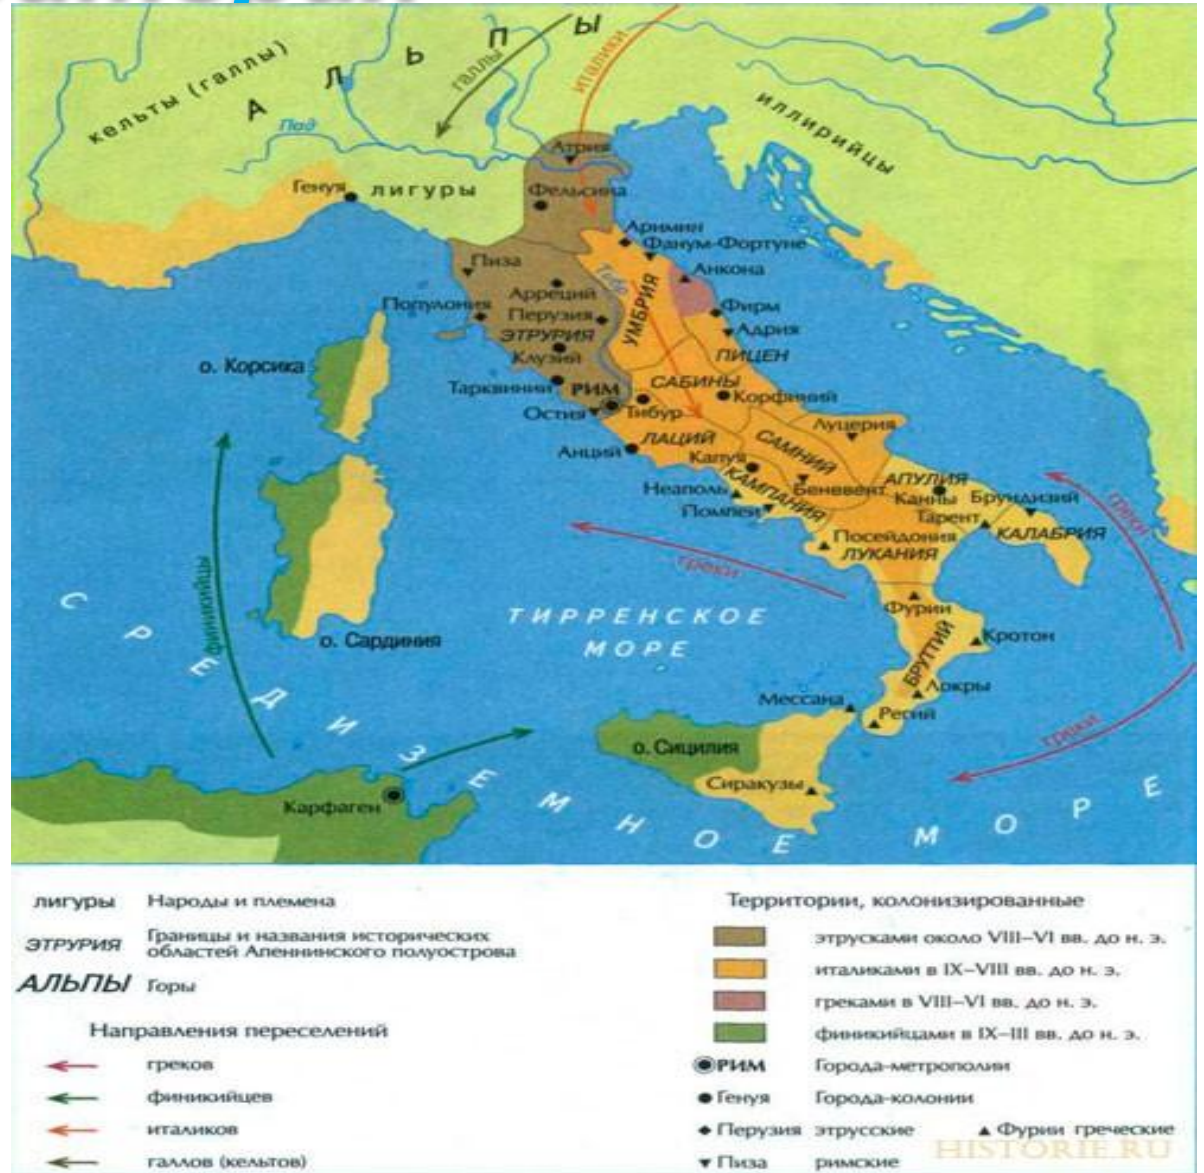 АЛЬПЫ
кельты (галлы)
галлы
италики
иллирийцы
Пад
Атрия
Генуя
лигуры
Фельсина
Аримин
Фанум-Фортуне
Пиза
Тибр
Анкона
Популония
Арреций
Перузия
УМБРИЯ
Фирм
ЭТРУРИЯ
Адрия
Клузий
ПИЦЕН
о. Корсика
Тарквинии
РИМ
САБИНЫ
Корфиний
Остия
Тибур
Луцерия
Анций
ЛАЦИЙ
САМНИЙ
Капуя
КАМПАНИЯ
АПУЛИЯ
Неаполь
Беневент
Канны
Брундизий
Помпеи
Тарент
КАЛАБРИЯ
Посейдония
ЛУКАНИЯ
греки
греки
финикийцы
Фурии
ТИРРЕНСКОЕ
МОРЕ
о. Сардиния
Кротон
БРУТТИЙ
Локры
Мессана
Регий
греки
о. Сицилия
Сиракузы
Карфаген
СРЕДИЗЕМНОЕ МОРЕ
лигуры Народы и племена
ЭТРУРИЯ Границы и названия исторических
областей Апеннинского полуострова
АЛЬПЫ Горы
Направления переселений
греков
финикийцев
италиков
галлов (кельтов)
Территории, колонизированные
этрусками около VIII–VI вв. до н. э.
италиками в IX–VIII вв. до н. э.
греками в VIII–VI вв. до н. э.
финикийцами в IX–III вв. до н. э.
РИМ Города-метрополии
Генуя Города-колонии
Перузия этрусские Фурии греческие
Пиза римские
HISTORIE.RU